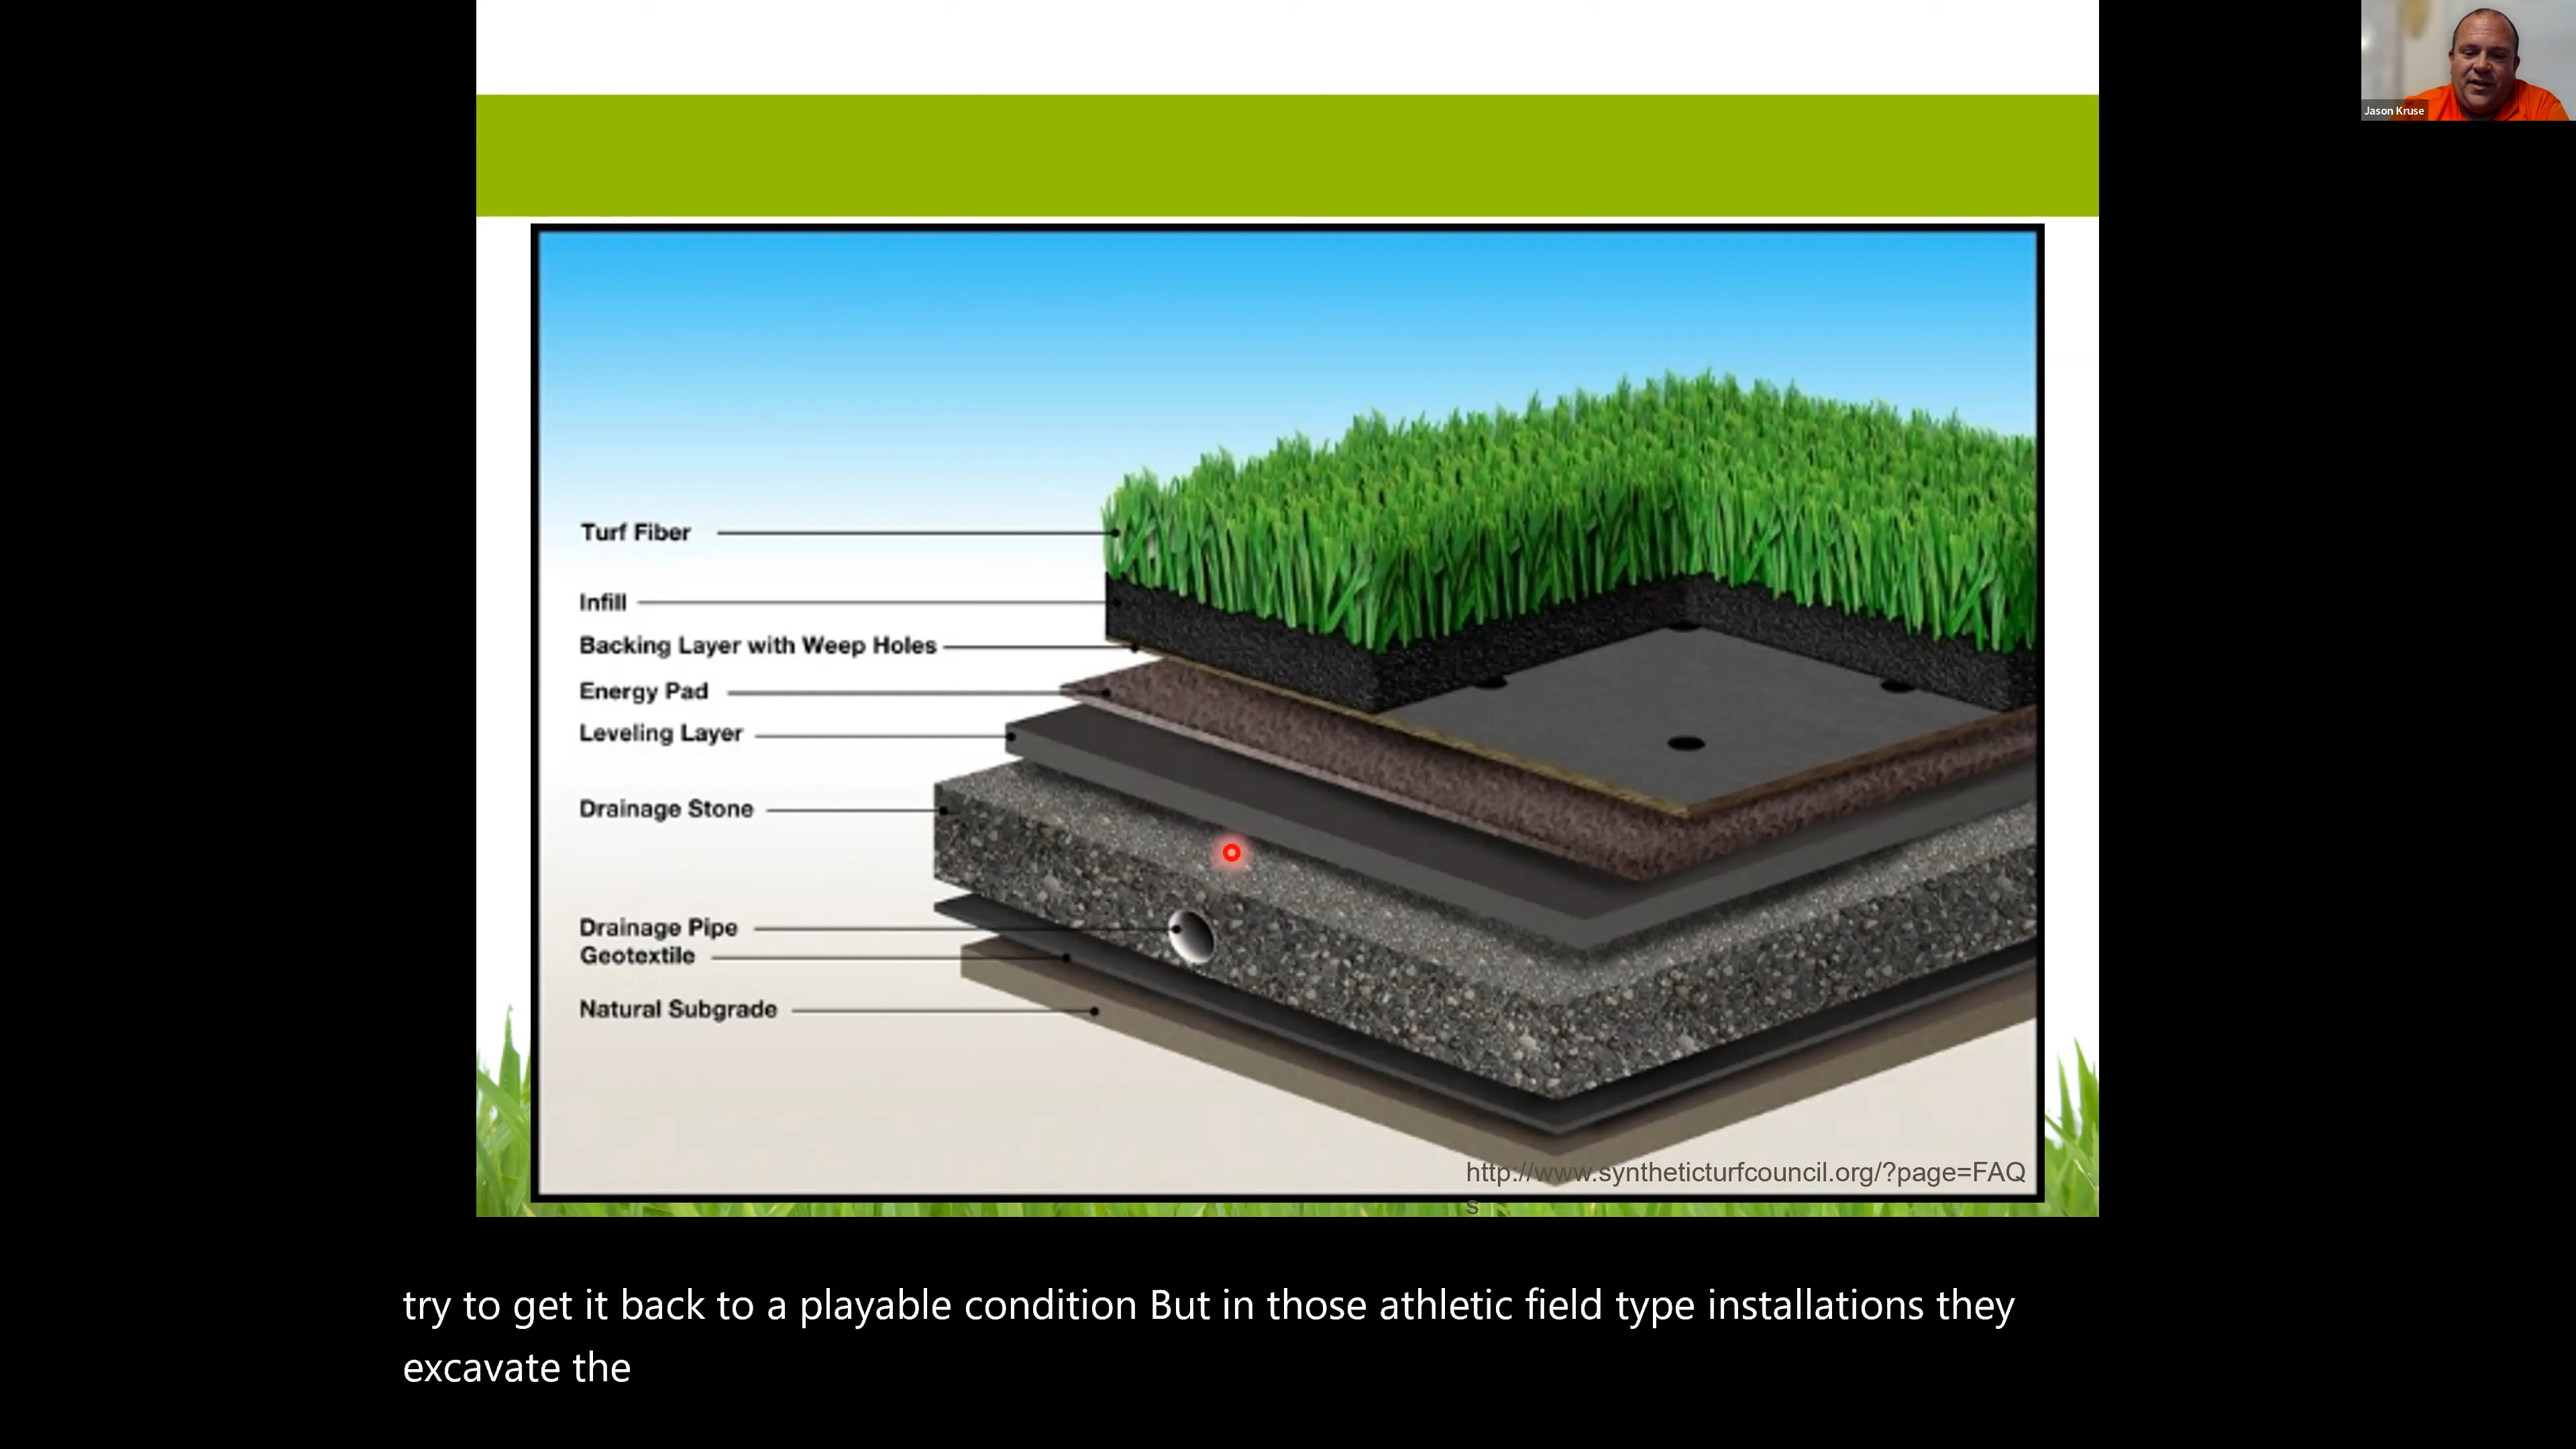 Jason Kruse
Turf Fiber
Infill
Backing Layer with Weep Holes
Energy Pad
Leveling Layer
Drainage Stone
Drainage Pipe
Geotextile
Natural Subgrade
http://www.syntheticturfcouncil.org/?page=FAQ
s
try to get it back to a playable condition But in those athletic field type installations they
excavate the